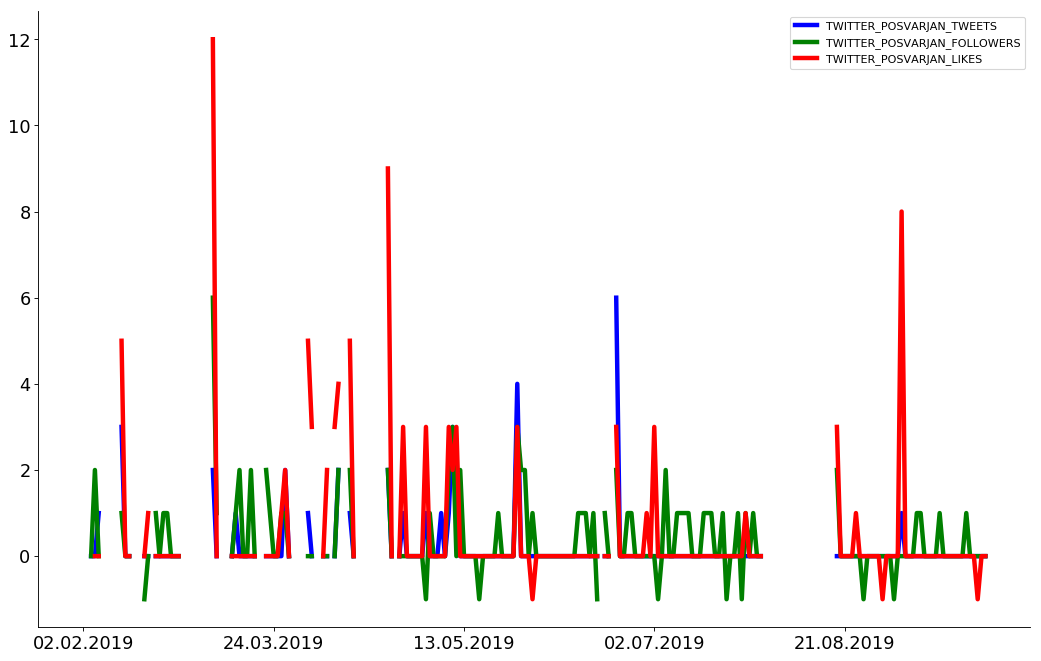 TWITTER_POSVARJAN_TWEETS
TWITTER_POSVARJAN_FOLLOWERS
TWITTER_POSVARJAN_LIKES
12
10
8
6
4
2
0
02.02.2019 24.03.2019 13.05.2019 02.07.2019 21.08.2019